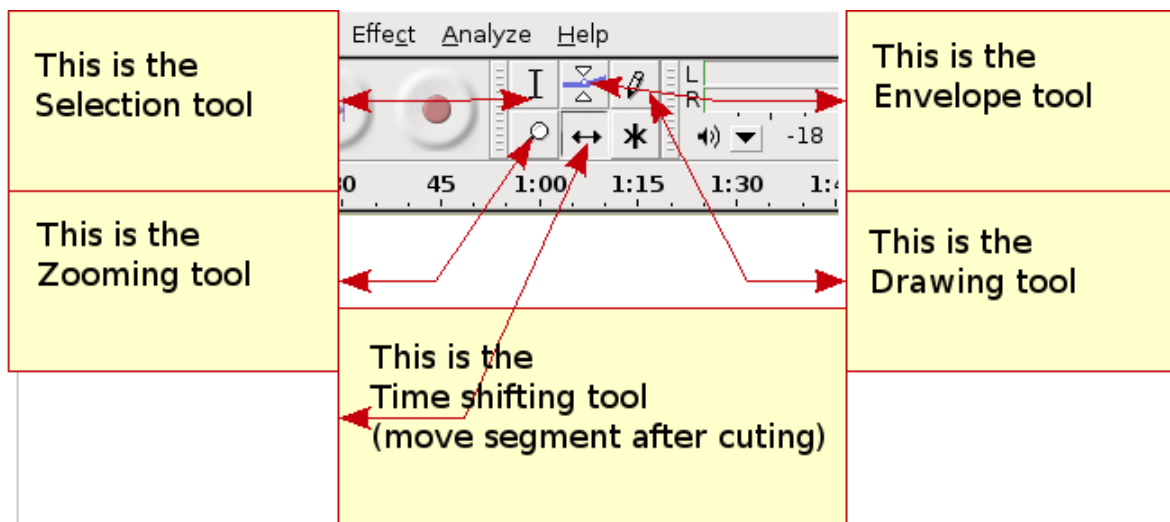 This is the
Selection tool
Effect Analyze Help
This is the
Envelope tool
L
R
-18
45 1:00 1:15 1:30
This is the
Zooming tool
This is the
Drawing tool
This is the
Time shifting tool
(move segment after cuting)